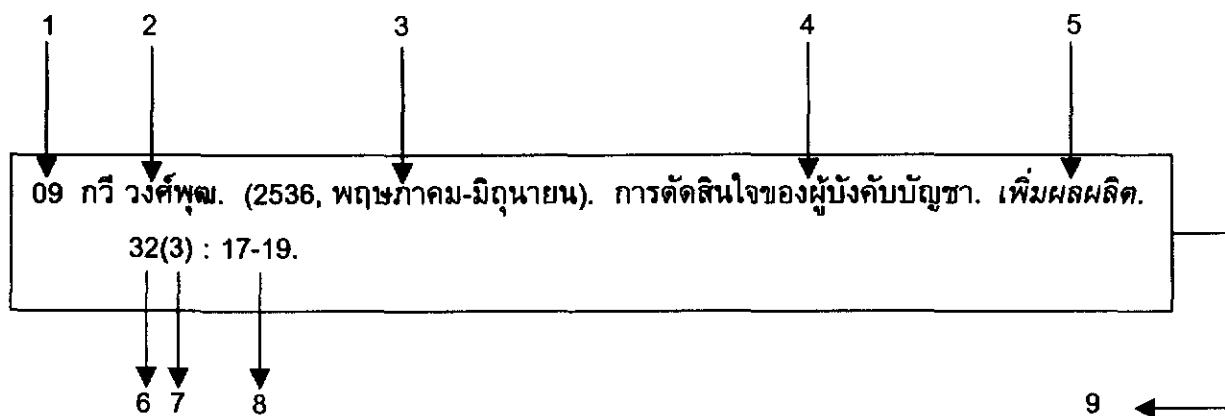 1 2 3 4 5
09 กวี วงศ์พุฒ. (2536, พฤษภาคม-มิถุนายน). การตัดสินใจของผู้บังคับบัญชา. เพิ่มผลผลิต.
32(3) : 17-19.
6 7 8 9